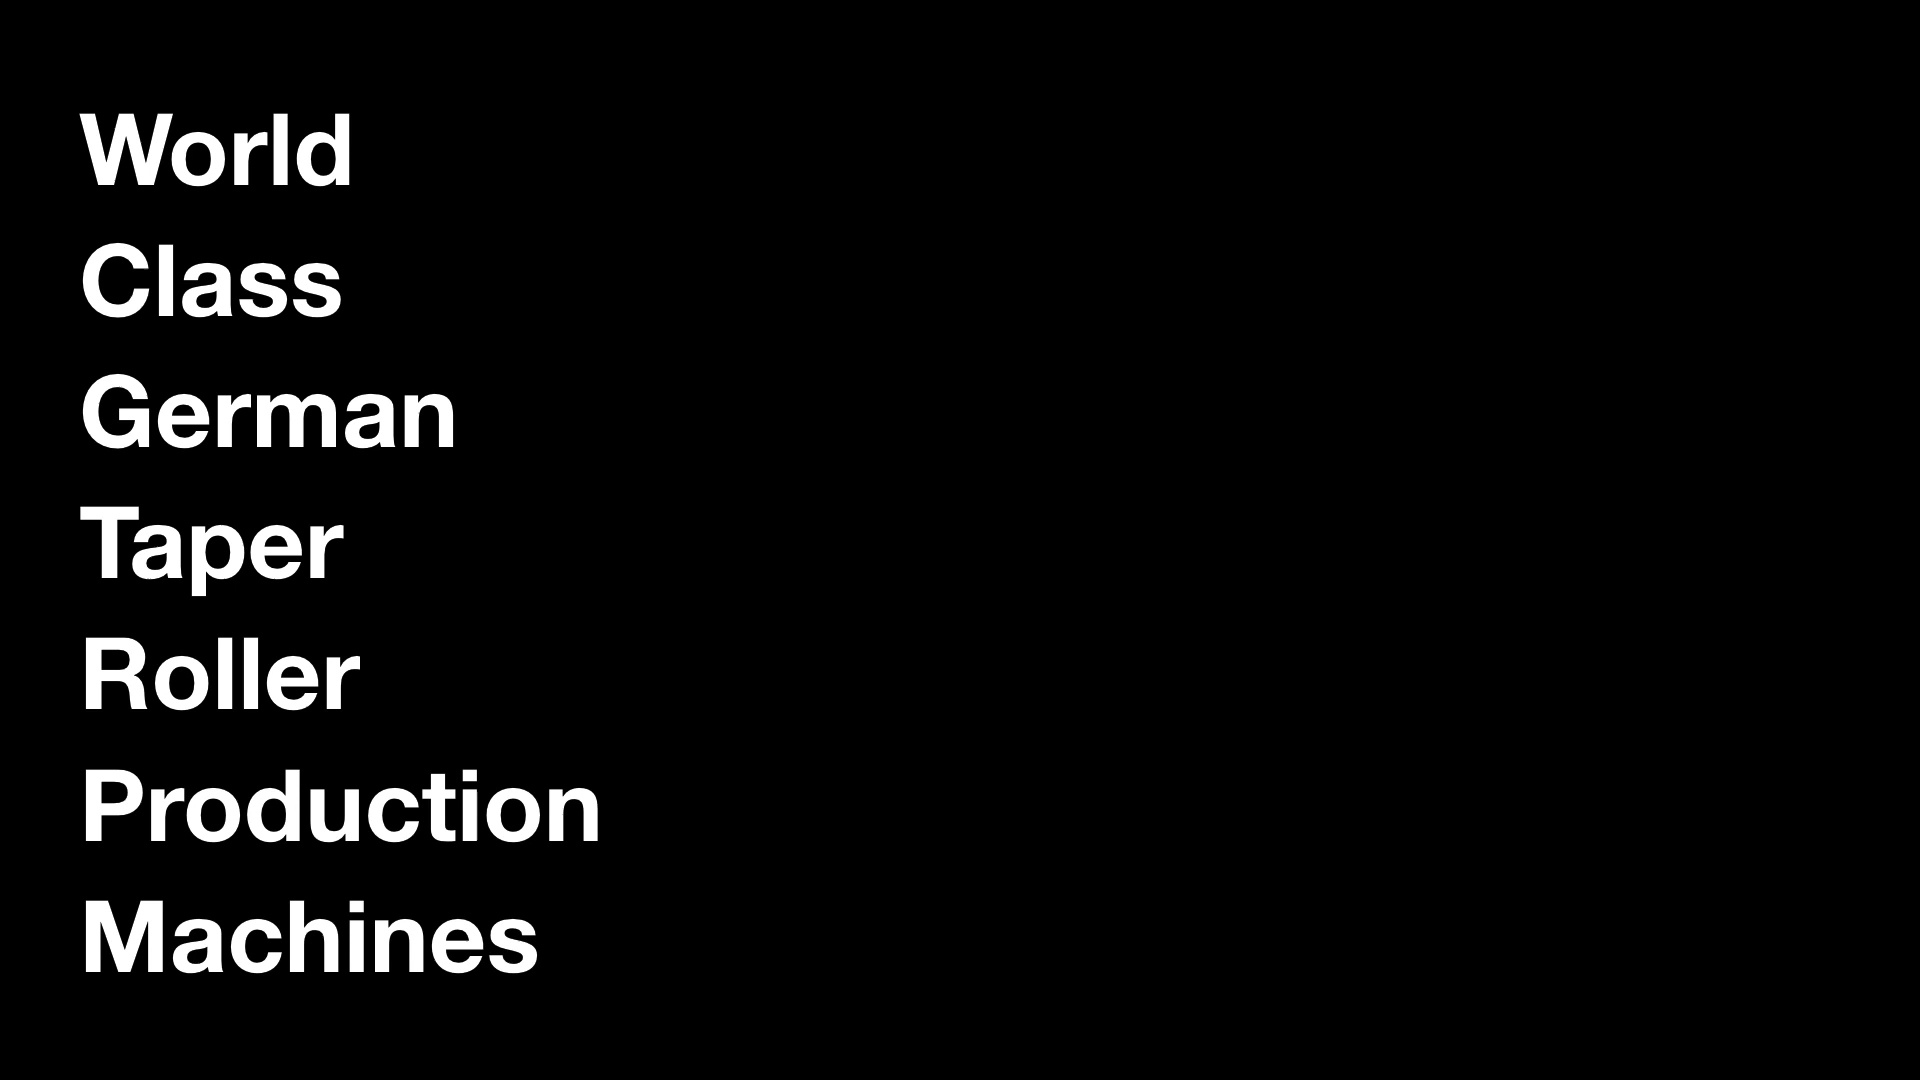 World
Class
German
Taper
Roller
Production
Machines